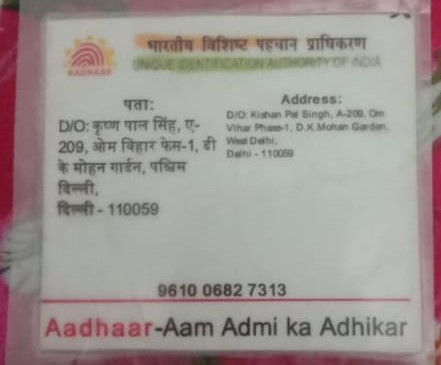 AADHAAR
भारतीय विशिष्ट पहचान प्राधिकरण
UNIQUE IDENTIFICATION AUTHORITY OF INDIA
पता:
D/O: कृष्ण पाल सिंह, ए-
209, ओम विहार फेस-1, डी
के मोहन गार्डन, पश्चिम
दिल्ली,
दिल्ली - 110059
Address:
D/O: Kishan Pal Singh, A-209, Om
Vihar Phase-1, D.K.Mohan Garden,
West Delhi,
Delhi - 110059
9610 0682 7313
Aadhaar-Aam Admi ka Adhikar